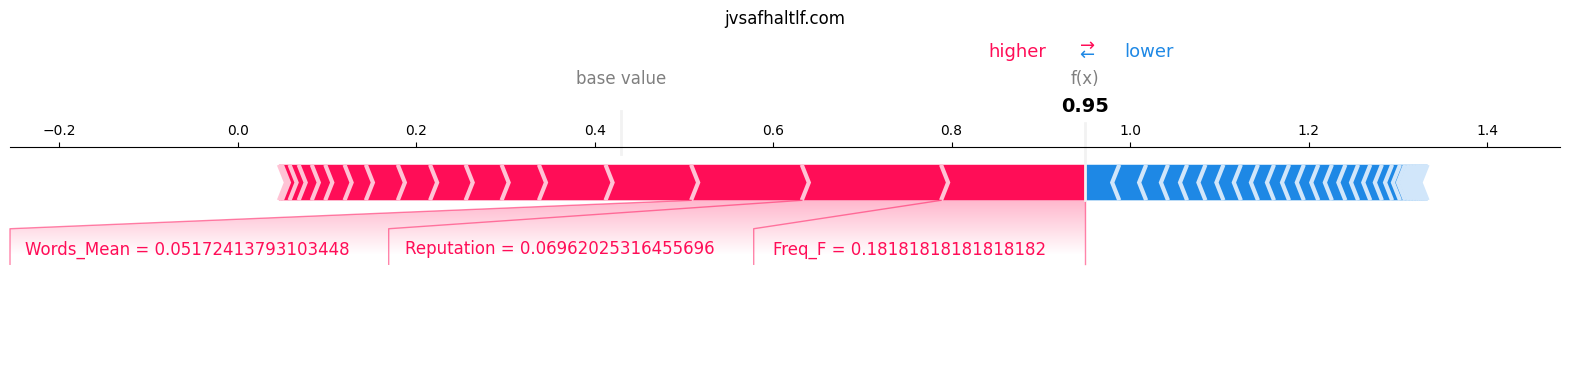 jvsafhaltlf.com
higher ⇄ lower
base value f(x)
0.95
−0.2 0.0 0.2 0.4 0.6 0.8 1.0 1.2 1.4
Words_Mean = 0.05172413793103448 Reputation = 0.06962025316455696 Freq_F = 0.18181818181818182